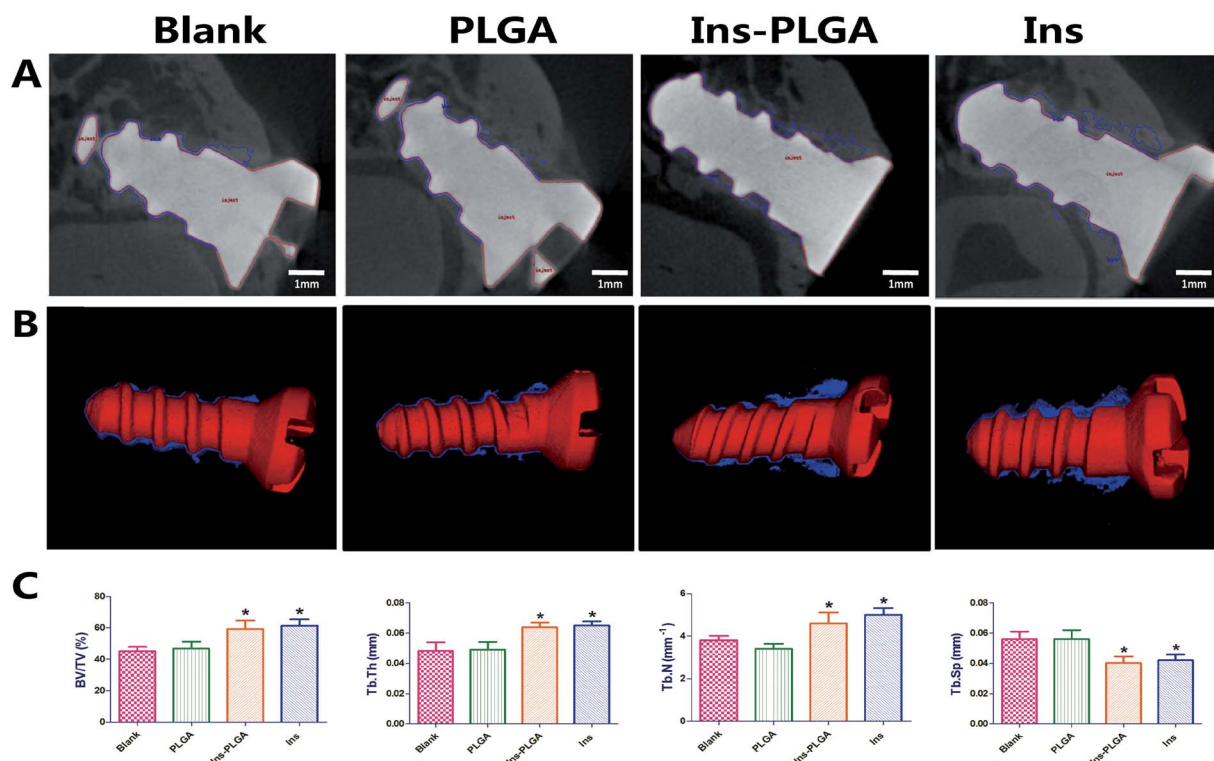 Blank PLGA Ins-PLGA Ins
A
inject inject 1mm
inject inject inject 1mm
inject 1mm
inject 1mm
B
C
BV/TV (%) 80 60 40 20 0 * * Blank PLGA Ins-PLGA Ins
Tb.Th (mm) 0.08 0.06 0.04 0.02 0.00 * * Blank PLGA Ins-PLGA Ins
Tb.N (mm⁻¹) 6 4 2 0 * * Blank PLGA Ins-PLGA Ins
Tb.Sp (mm) 0.08 0.06 0.04 0.02 0.00 * * Blank PLGA Ins-PLGA Ins